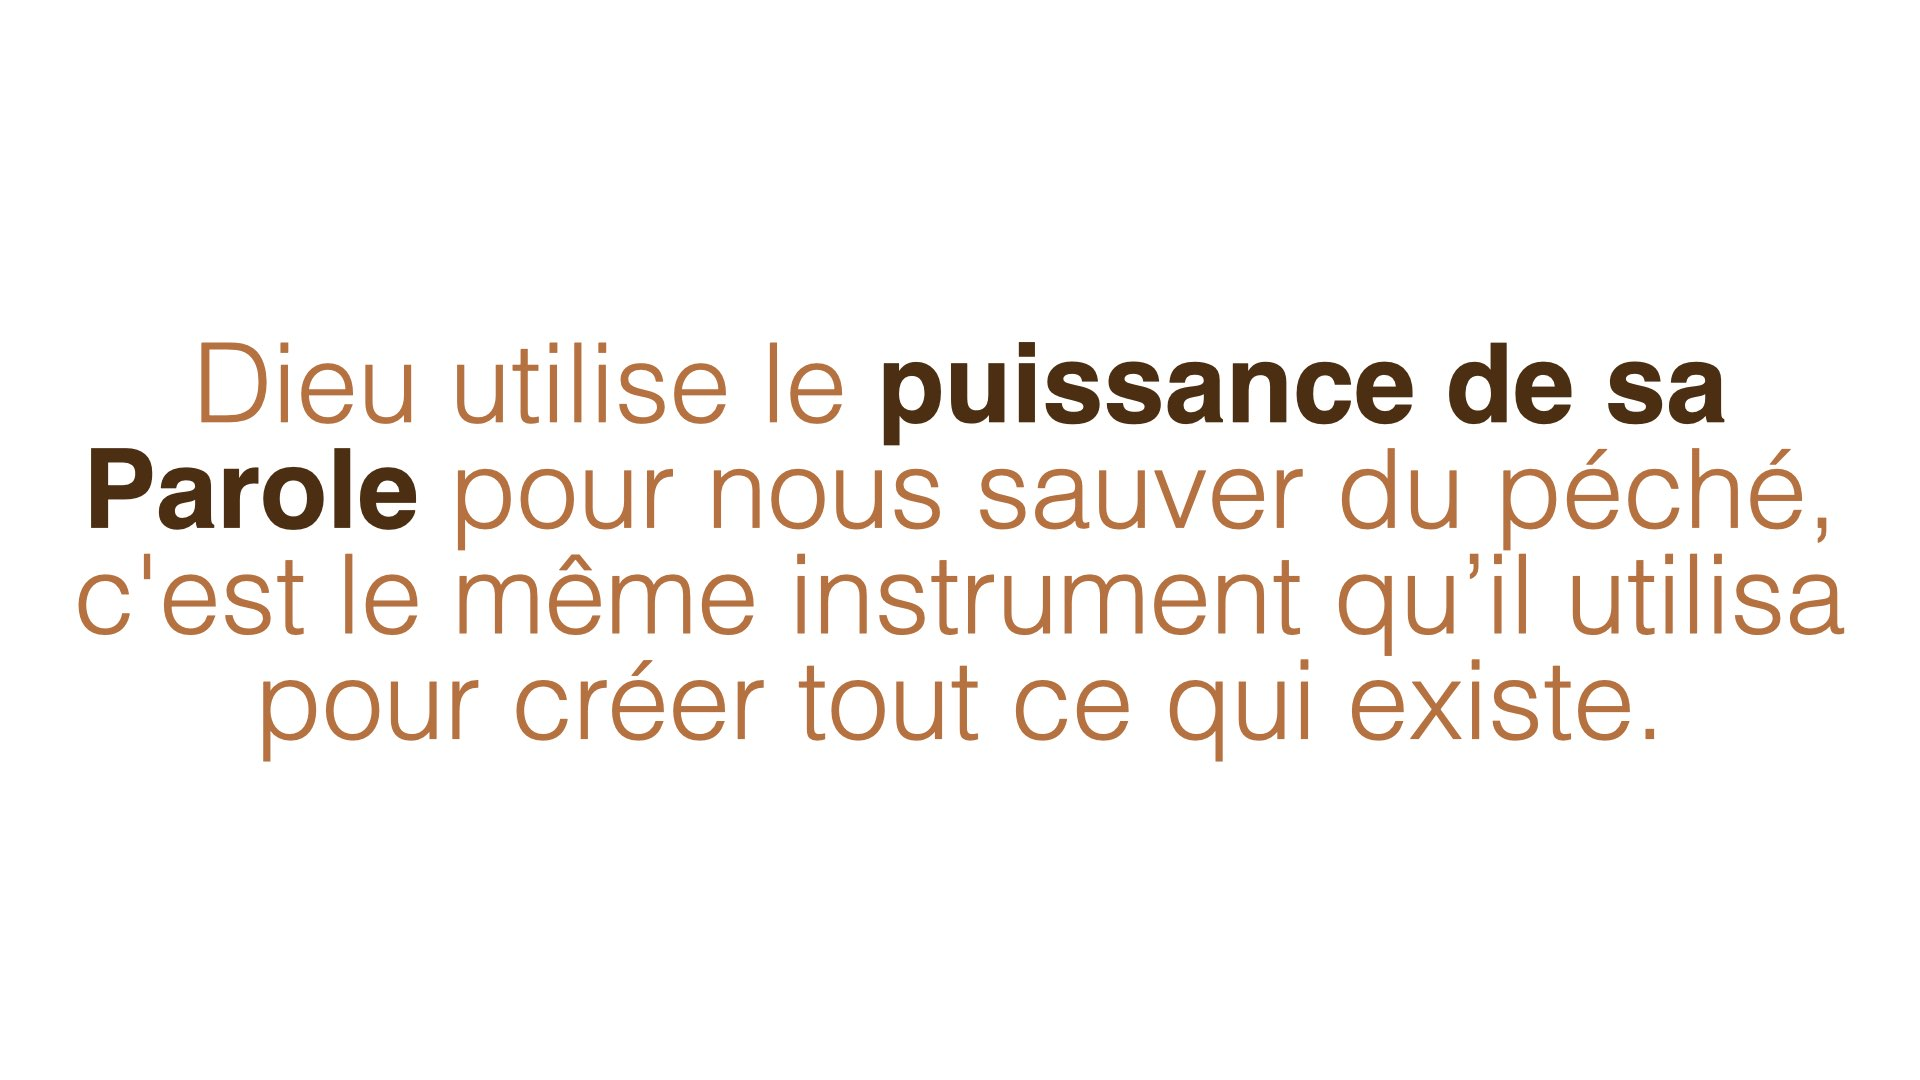 Dieu utilise le puissance de sa
Parole pour nous sauver du péché,
c'est le même instrument qu’il utilisa
pour créer tout ce qui existe.